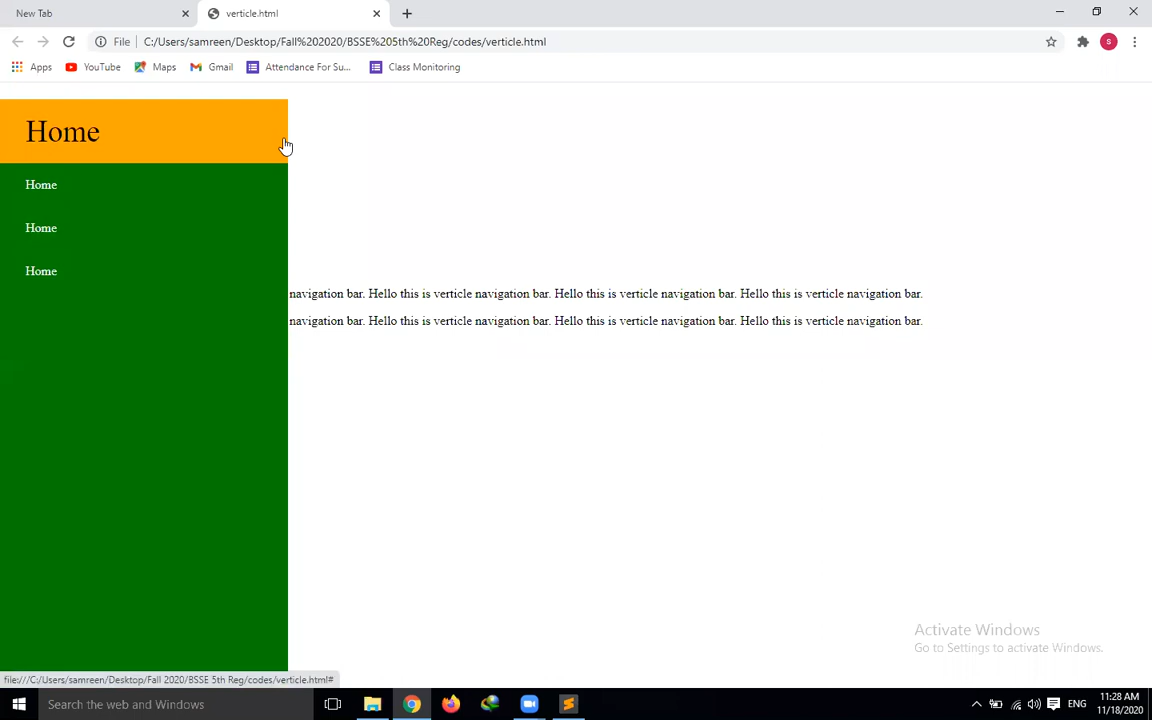 New Tab
verticle.html
File
C:/Users/samreen/Desktop/Fall%202020/BSSE%205th%20Reg/codes/verticle.html
S
Apps
YouTube
Maps
Gmail
Attendance For Su...
Class Monitoring
Home
Home
Home
Home
navigation bar. Hello this is verticle navigation bar. Hello this is verticle navigation bar. Hello this is verticle navigation bar.
navigation bar. Hello this is verticle navigation bar. Hello this is verticle navigation bar. Hello this is verticle navigation bar.
Activate Windows
Go to Settings to activate Windows.
file:///C:/Users/samreen/Desktop/Fall 2020/BSSE 5th Reg/codes/verticle.html#
Search the web and Windows
ENG
11:28 AM
11/18/2020